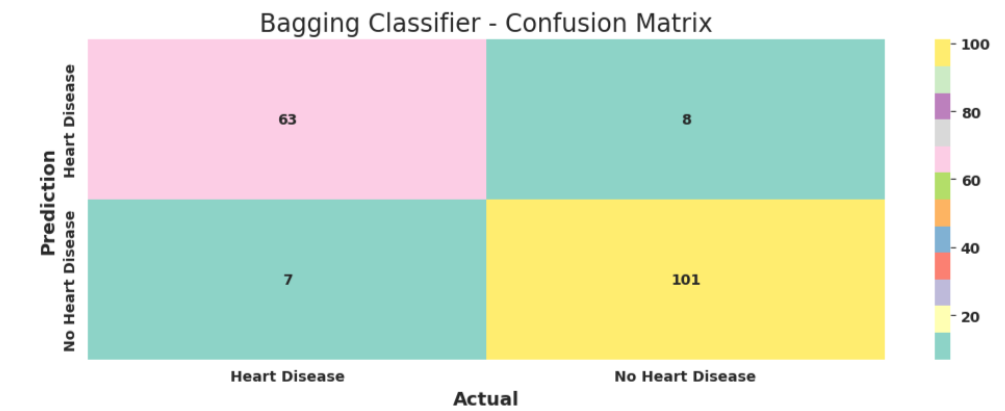 Bagging Classifier - Confusion Matrix
Prediction
Heart Disease
No Heart Disease
63
8
7
101
Heart Disease
No Heart Disease
Actual
100
80
60
40
20